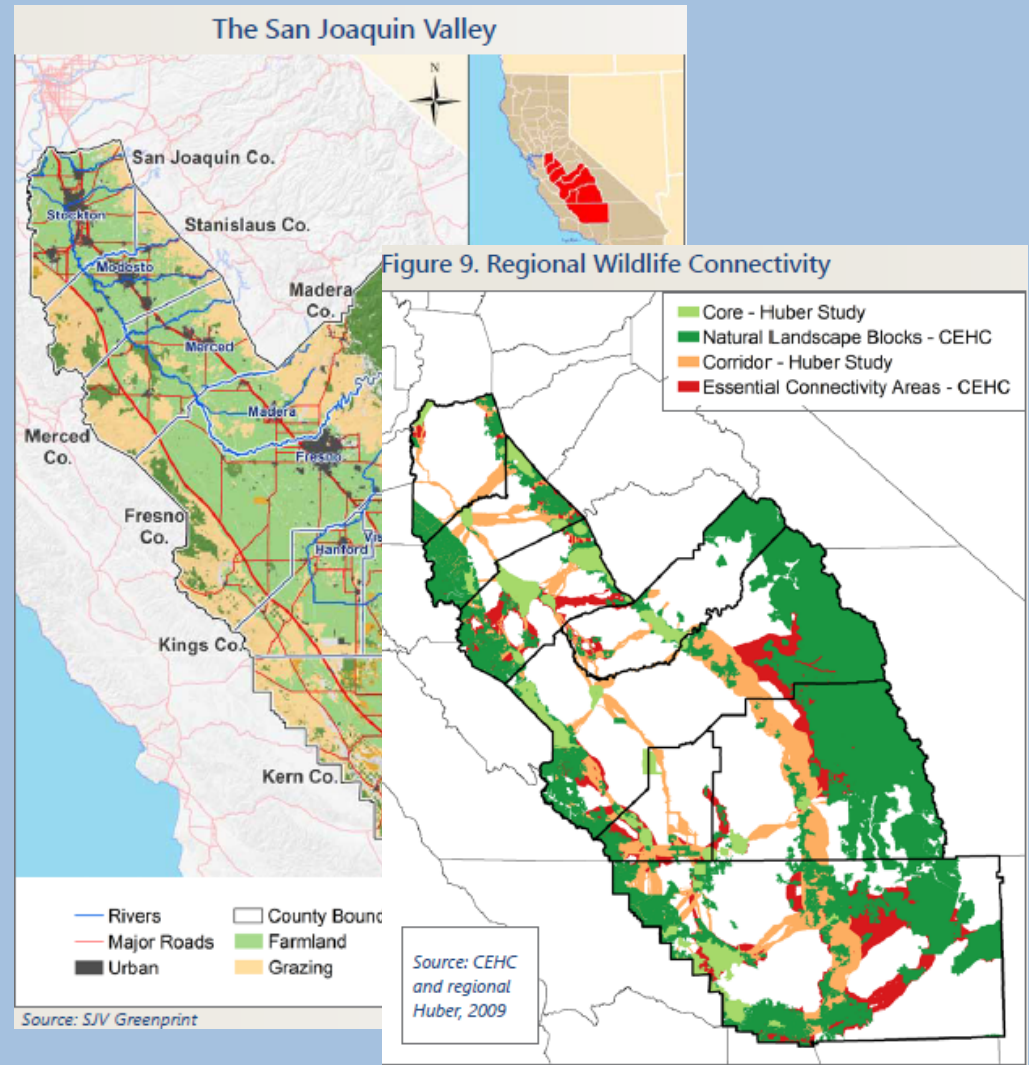 The San Joaquin Valley
N
San Joaquin Co.
Stockton
Stanislaus Co.
Modesto
Madera
Co.
Merced
Madera
Merced
Co.
Fresno
Fresno
Co.
Hanford
Vis
Kings Co.
Kern Co.
Rivers
County Bound
Major Roads
Farmland
Urban
Grazing
Source: SJV Greenprint
Figure 9. Regional Wildlife Connectivity
Core - Huber Study
Natural Landscape Blocks - CEHC
Corridor - Huber Study
Essential Connectivity Areas - CEHC
Source: CEHC
and regional
Huber, 2009